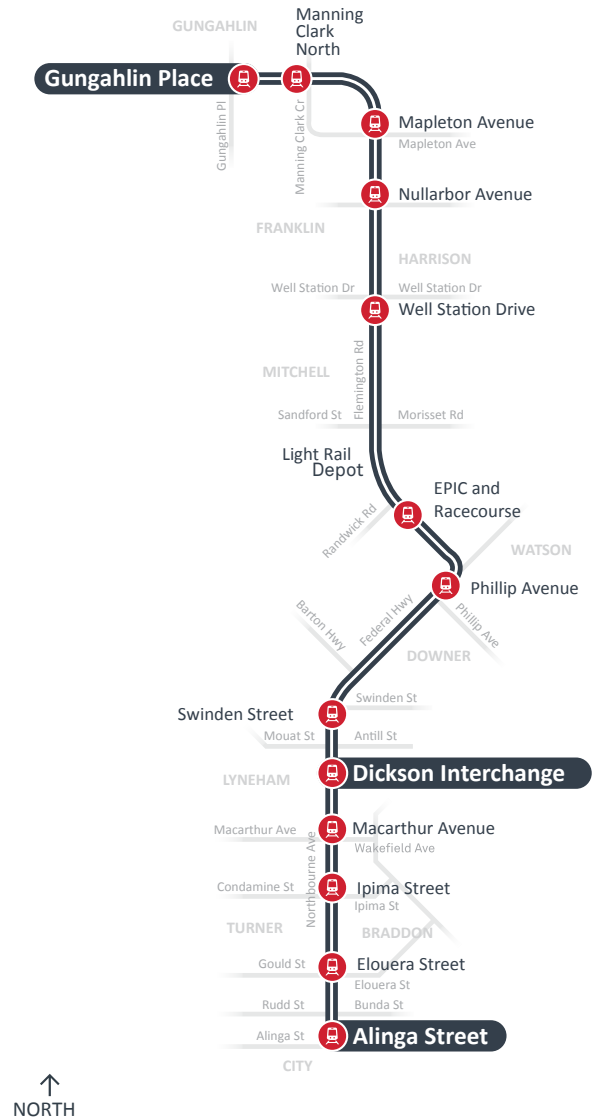 GUNGAHLIN
Manning
Clark
North
Gungahlin Place
Gungahlin Pl
Manning Clark Cr
Mapleton Avenue
Mapleton Ave
Nullarbor Avenue
FRANKLIN
HARRISON
Well Station Dr
Well Station Dr
Well Station Drive
Flemington Rd
MITCHELL
Sandford St
Morisset Rd
Light Rail
Depot
EPIC and
Racecourse
Randwick Rd
WATSON
Phillip Avenue
Federal Hwy
Barton Hwy
Phillip Ave
DOWNER
Swinden St
Swinden Street
Mouat St
Antill St
LYNEHAM
Dickson Interchange
Macarthur Ave
Macarthur Avenue
Wakefield Ave
Northbourne Ave
Condamine St
Ipima Street
Ipima St
TURNER
BRADDON
Gould St
Elouera Street
Elouera St
Rudd St
Bunda St
Alinga St
Alinga Street
CITY
NORTH